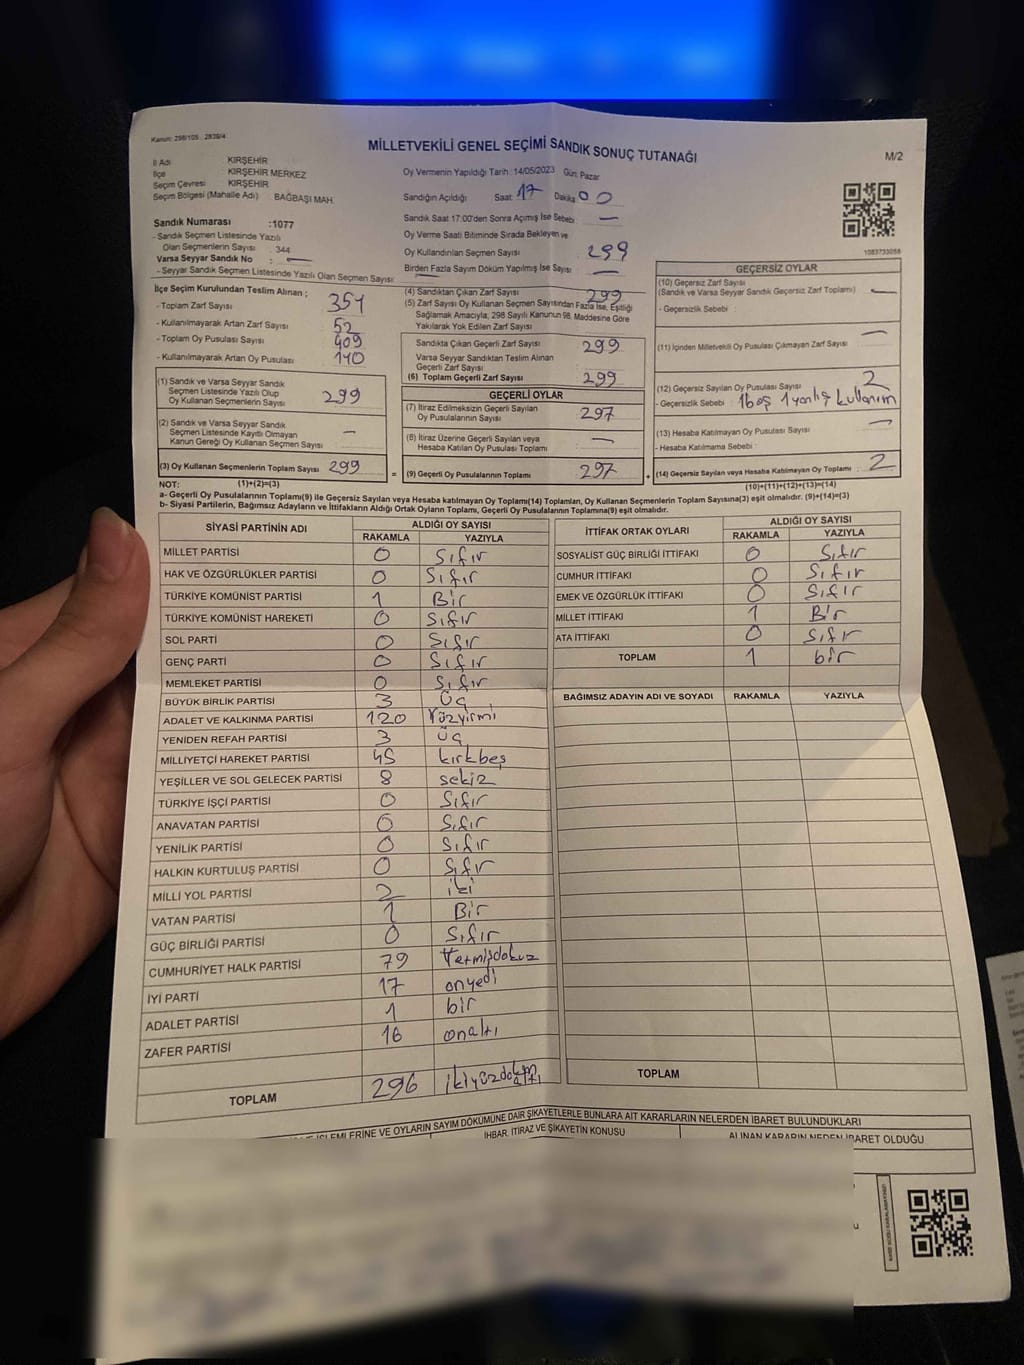 Kanun: 298/105 2839/4
MİLLETVEKİLİ GENEL SEÇİMİ SANDIK SONUÇ TUTANAĞI
M/2
İl Adı KIRŞEHİR
İlçe KIRŞEHİR MERKEZ
Seçim Çevresi KIRŞEHİR
Seçim Bölgesi (Mahalle Adı) BAĞBAŞI MAH.
Sandık Numarası :1077
- Sandık Seçmen Listesinde Yazılı
Olan Seçmenlerin Sayısı : 344
Varsa Seyyar Sandık No : —
- Seyyar Sandık Seçmen Listesinde Yazılı Olan Seçmen Sayısı —
Oy Vermenin Yapıldığı Tarih :14/05/2023 Gün: Pazar
Sandığın Açıldığı Saat: 17 Dakika 00
Sandık Saat 17:00'den Sonra Açılmış İse Sebebi —
Oy Verme Saati Bitiminde Sırada Bekleyen ve
Oy Kullandırılan Seçmen Sayısı 299
Birden Fazla Sayım Döküm Yapılmış İse Sayısı —
1083733058
İlçe Seçim Kurulundan Teslim Alınan ;
- Toplam Zarf Sayısı 351
- Kullanılmayarak Artan Zarf Sayısı 52
- Toplam Oy Pusulası Sayısı 409
- Kullanılmayarak Artan Oy Pusulası 110
(1) Sandık ve Varsa Seyyar Sandık
Seçmen Listesinde Yazılı Olup
Oy Kullanan Seçmenlerin Sayısı 299
(2) Sandık ve Varsa Seyyar Sandık
Seçmen Listesinde Kayıtlı Olmayan
Kanun Gereği Oy Kullanan Seçmen Sayısı —
(3) Oy Kullanan Seçmenlerin Toplam Sayısı 299
(4) Sandıktan Çıkan Zarf Sayısı 299
(5) Zarf Sayısı Oy Kullanan Seçmen Sayısından Fazla İse, Eşitliği
Sağlamak Amacıyla, 298 Sayılı Kanunun 98. Maddesine Göre
Yakılarak Yok Edilen Zarf Sayısı
Sandıkta Çıkan Geçerli Zarf Sayısı 299
Varsa Seyyar Sandıktan Teslim Alınan
Geçerli Zarf Sayısı
(6) Toplam Geçerli Zarf Sayısı 299
GEÇERLİ OYLAR
(7) İtiraz Edilmeksizin Geçerli Sayılan
Oy Pusulalarının Sayısı 297
(8) İtiraz Üzerine Geçerli Sayılan veya
Hesaba Katılan Oy Pusulası Toplamı —
= (9) Geçerli Oy Pusulalarının Toplamı 297 +
GEÇERSİZ OYLAR
(10) Geçersiz Zarf Sayısı
(Sandık ve Varsa Seyyar Sandık Geçersiz Zarf Toplamı) —
- Geçersizlik Sebebi :
(11) İçinden Milletvekili Oy Pusulası Çıkmayan Zarf Sayısı —
(12) Geçersiz Sayılan Oy Pusulası Sayısı 2
- Geçersizlik Sebebi : 1 boş 1 yanlış kullanım
(13) Hesaba Katılmayan Oy Pusulası Sayısı —
- Hesaba Katılmama Sebebi :
(14) Geçersiz Sayılan veya Hesaba Katılmayan Oy Toplamı : 2
NOT: (1)+(2)=(3)
(10)+(11)+(12)+(13)=(14)
a- Geçerli Oy Pusulalarının Toplamı(9) ile Geçersiz Sayılan veya Hesaba katılmayan Oy Toplamı(14) Toplamları, Oy Kullanan Seçmenlerin Toplam Sayısına(3) eşit olmalıdır. (9)+(14)=(3)
b- Siyasi Partilerin, Bağımsız Adayların ve İttifakların Aldığı Ortak Oyların Toplamı, Geçerli Oy Pusulalarının Toplamına(9) eşit olmalıdır.
SİYASİ PARTİNİN ADI ALDIĞI OY SAYISI
RAKAMLA YAZIYLA
MİLLET PARTİSİ 0 Sıfır
HAK VE ÖZGÜRLÜKLER PARTİSİ 0 Sıfır
TÜRKİYE KOMÜNİST PARTİSİ 1 Bir
TÜRKİYE KOMÜNİST HAREKETİ 0 Sıfır
SOL PARTİ 0 Sıfır
GENÇ PARTİ 0 Sıfır
MEMLEKET PARTİSİ 0 Sıfır
BÜYÜK BİRLİK PARTİSİ 3 Üç
ADALET VE KALKINMA PARTİSİ 120 Yüzyirmi
YENİDEN REFAH PARTİSİ 3 Üç
MİLLİYETÇİ HAREKET PARTİSİ 45 kırkbeş
YEŞİLLER VE SOL GELECEK PARTİSİ 8 sekiz
TÜRKİYE İŞÇİ PARTİSİ 0 Sıfır
ANAVATAN PARTİSİ 0 Sıfır
YENİLİK PARTİSİ 0 Sıfır
HALKIN KURTULUŞ PARTİSİ 0 Sıfır
MİLLİ YOL PARTİSİ 2 iki
VATAN PARTİSİ 1 Bir
GÜÇ BİRLİĞİ PARTİSİ 0 Sıfır
CUMHURİYET HALK PARTİSİ 79 Yetmişdokuz
İYİ PARTİ 17 onyedi
ADALET PARTİSİ 1 bir
ZAFER PARTİSİ 16 onaltı
TOPLAM 296 ikiyüzdoksanaltı
İTTİFAK ORTAK OYLARI ALDIĞI OY SAYISI
RAKAMLA YAZIYLA
SOSYALİST GÜÇ BİRLİĞİ İTTİFAKI 0 Sıfır
CUMHUR İTTİFAKI 0 Sıfır
EMEK VE ÖZGÜRLÜK İTTİFAKI 0 Sıfır
MİLLET İTTİFAKI 1 Bir
ATA İTTİFAKI 0 Sıfır
TOPLAM 1 bir
BAĞIMSIZ ADAYIN ADI VE SOYADI RAKAMLA YAZIYLA
TOPLAM
İŞLEMLERİNE VE OYLARIN SAYIM DÖKÜMÜNE DAİR ŞİKAYETLERLE BUNLARA AİT KARARLARIN NELERDEN İBARET BULUNDUKLARI
İHBAR, İTİRAZ VE ŞİKAYETİN KONUSU
ALINAN KARARIN NEDEN İBARET OLDUĞU